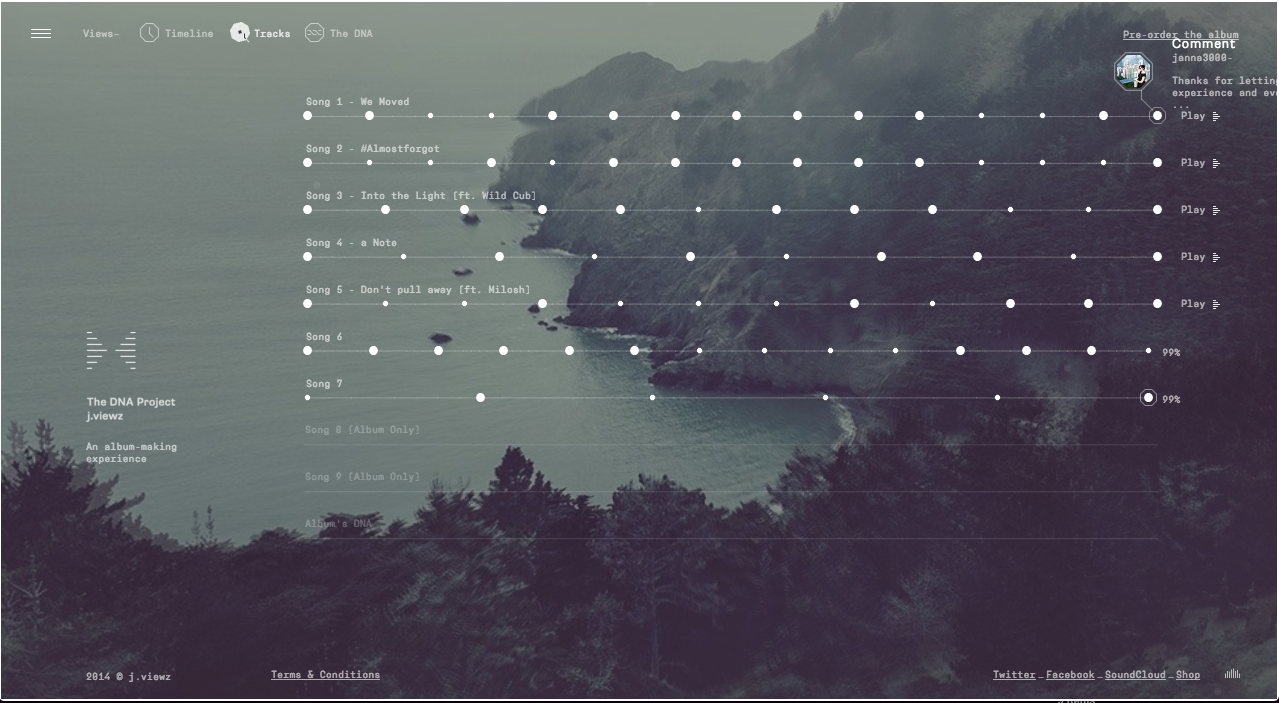 Views—
Timeline
Tracks
The DNA
Pre-order the album
Comment
janna3000-
Thanks for letting
experience and eve
...
Song 1 - We Moved
Play
Song 2 - #Almostforgot
Play
Song 3 - Into the Light [ft. Wild Cub]
Play
Song 4 - a Note
Play
Song 5 - Don't pull away [ft. Milosh]
Play
Song 6
99%
Song 7
99%
Song 8 [Album Only]
Song 9 [Album Only]
Album's DNA
The DNA Project
j.viewz
An album-making
experience
2014 © j.viewz
Terms & Conditions
Twitter _ Facebook _ SoundCloud _ Shop